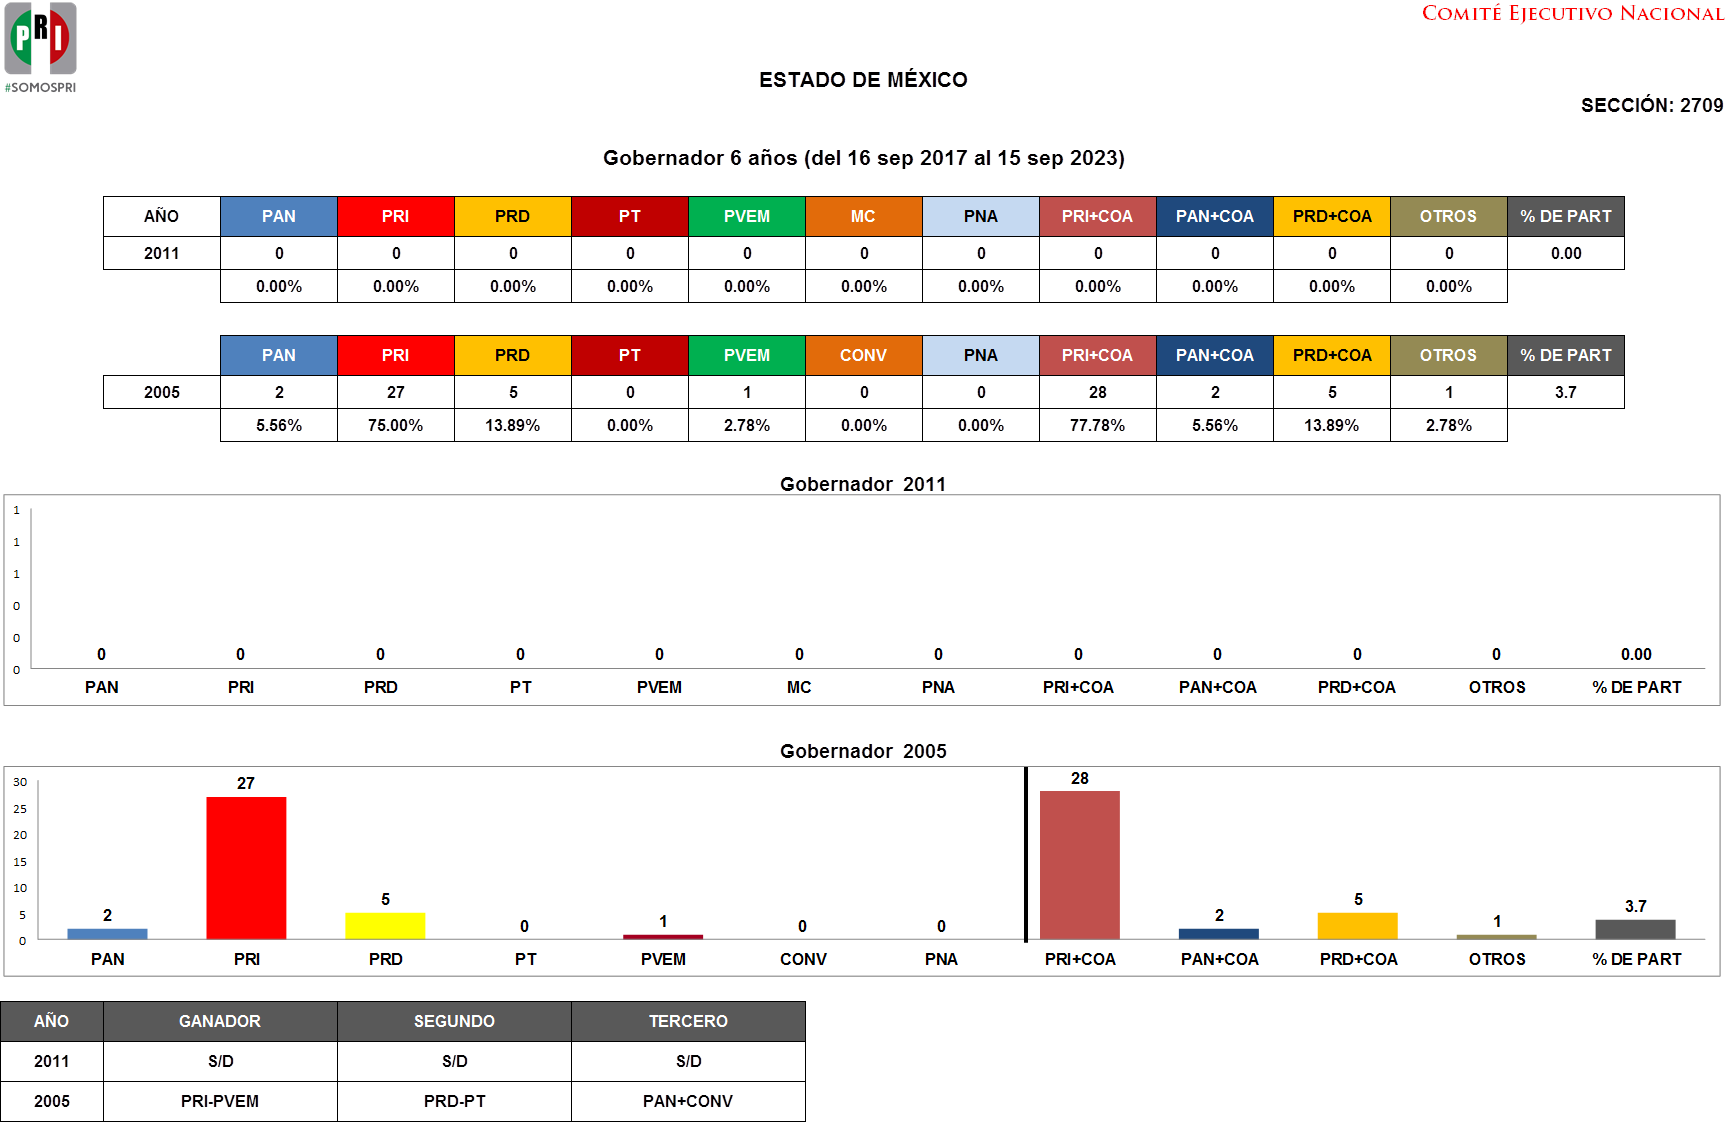 PRI
#SOMOSPRI
COMITÉ EJECUTIVO NACIONAL
ESTADO DE MÉXICO
SECCIÓN: 2709
Gobernador 6 años (del 16 sep 2017 al 15 sep 2023)
AÑO PAN PRI PRD PT PVEM MC PNA PRI+COA PAN+COA PRD+COA OTROS % DE PART
2011 0 0 0 0 0 0 0 0 0 0 0 0.00
0.00% 0.00% 0.00% 0.00% 0.00% 0.00% 0.00% 0.00% 0.00% 0.00% 0.00%
PAN PRI PRD PT PVEM CONV PNA PRI+COA PAN+COA PRD+COA OTROS % DE PART
2005 2 27 5 0 1 0 0 28 2 5 1 3.7
5.56% 75.00% 13.89% 0.00% 2.78% 0.00% 0.00% 77.78% 5.56% 13.89% 2.78%
Gobernador 2011
1
1
1
0
0
0
0 0 0 0 0 0 0 0 0 0 0 0.00
PAN PRI PRD PT PVEM MC PNA PRI+COA PAN+COA PRD+COA OTROS % DE PART
Gobernador 2005
30
25
20
15
10
5
0
2 27 5 0 1 0 0 28 2 5 1 3.7
PAN PRI PRD PT PVEM CONV PNA PRI+COA PAN+COA PRD+COA OTROS % DE PART
AÑO GANADOR SEGUNDO TERCERO
2011 S/D S/D S/D
2005 PRI-PVEM PRD-PT PAN+CONV